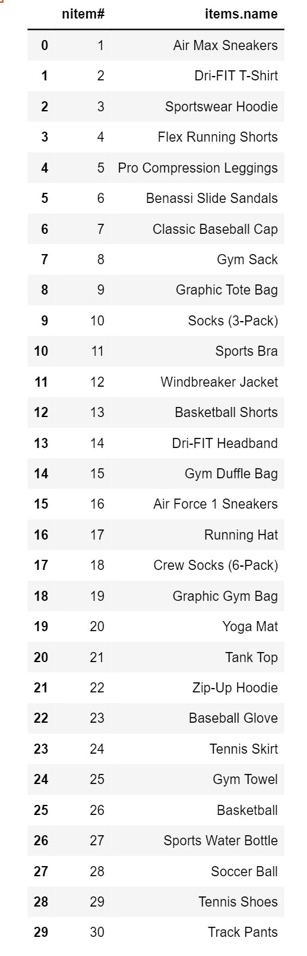 nitem# items.name
0 1 Air Max Sneakers
1 2 Dri-FIT T-Shirt
2 3 Sportswear Hoodie
3 4 Flex Running Shorts
4 5 Pro Compression Leggings
5 6 Benassi Slide Sandals
6 7 Classic Baseball Cap
7 8 Gym Sack
8 9 Graphic Tote Bag
9 10 Socks (3-Pack)
10 11 Sports Bra
11 12 Windbreaker Jacket
12 13 Basketball Shorts
13 14 Dri-FIT Headband
14 15 Gym Duffle Bag
15 16 Air Force 1 Sneakers
16 17 Running Hat
17 18 Crew Socks (6-Pack)
18 19 Graphic Gym Bag
19 20 Yoga Mat
20 21 Tank Top
21 22 Zip-Up Hoodie
22 23 Baseball Glove
23 24 Tennis Skirt
24 25 Gym Towel
25 26 Basketball
26 27 Sports Water Bottle
27 28 Soccer Ball
28 29 Tennis Shoes
29 30 Track Pants